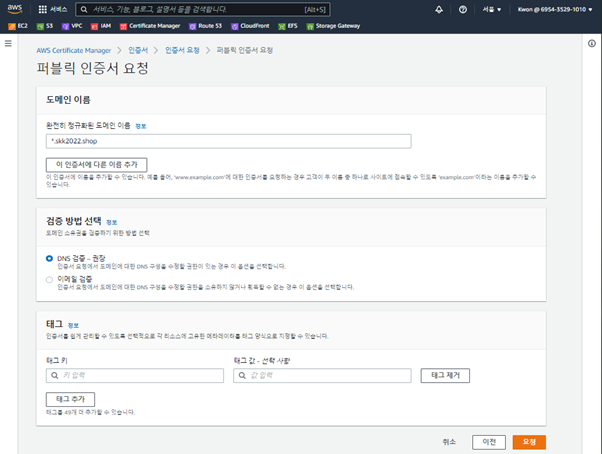 aws
서비스
서비스, 기능, 블로그, 설명서 등을 검색합니다.
[Alt+S]
서울 ▼
Kwon @ 6954-3529-1010 ▼
EC2 S3 VPC IAM Certificate Manager Route 53 CloudFront EFS Storage Gateway
AWS Certificate Manager > 인증서 > 인증서 요청 > 퍼블릭 인증서 요청
퍼블릭 인증서 요청
도메인 이름
완전히 정규화된 도메인 이름 정보
*.skk2022.shop
이 인증서에 다른 이름 추가
이 인증서에 이름을 추가할 수 있습니다. 예를 들어, 'www.example.com'에 대한 인증서를 요청하는 경우 고객이 두 이름 중 하나로 사이트에 접속할 수 있도록 'example.com'이라는 이름을 추가할 수
있습니다.
검증 방법 선택 정보
도메인 소유권을 검증하기 위한 방법 선택
DNS 검증 – 권장
인증서 요청에서 도메인에 대한 DNS 구성을 수정할 권한이 있는 경우 이 옵션을 선택합니다.
이메일 검증
인증서 요청에서 도메인에 대한 DNS 구성을 수정할 권한을 소유하지 않거나 획득할 수 없는 경우 이 옵션을 선택합니다.
태그 정보
인증서를 쉽게 관리할 수 있도록 선택적으로 각 리소스에 고유한 메타데이터를 태그 형식으로 지정할 수 있습니다.
태그 키
태그 값 - 선택 사항
키 입력
값 입력
태그 제거
태그 추가
태그를 49개 더 추가할 수 있습니다.
취소
이전
요청